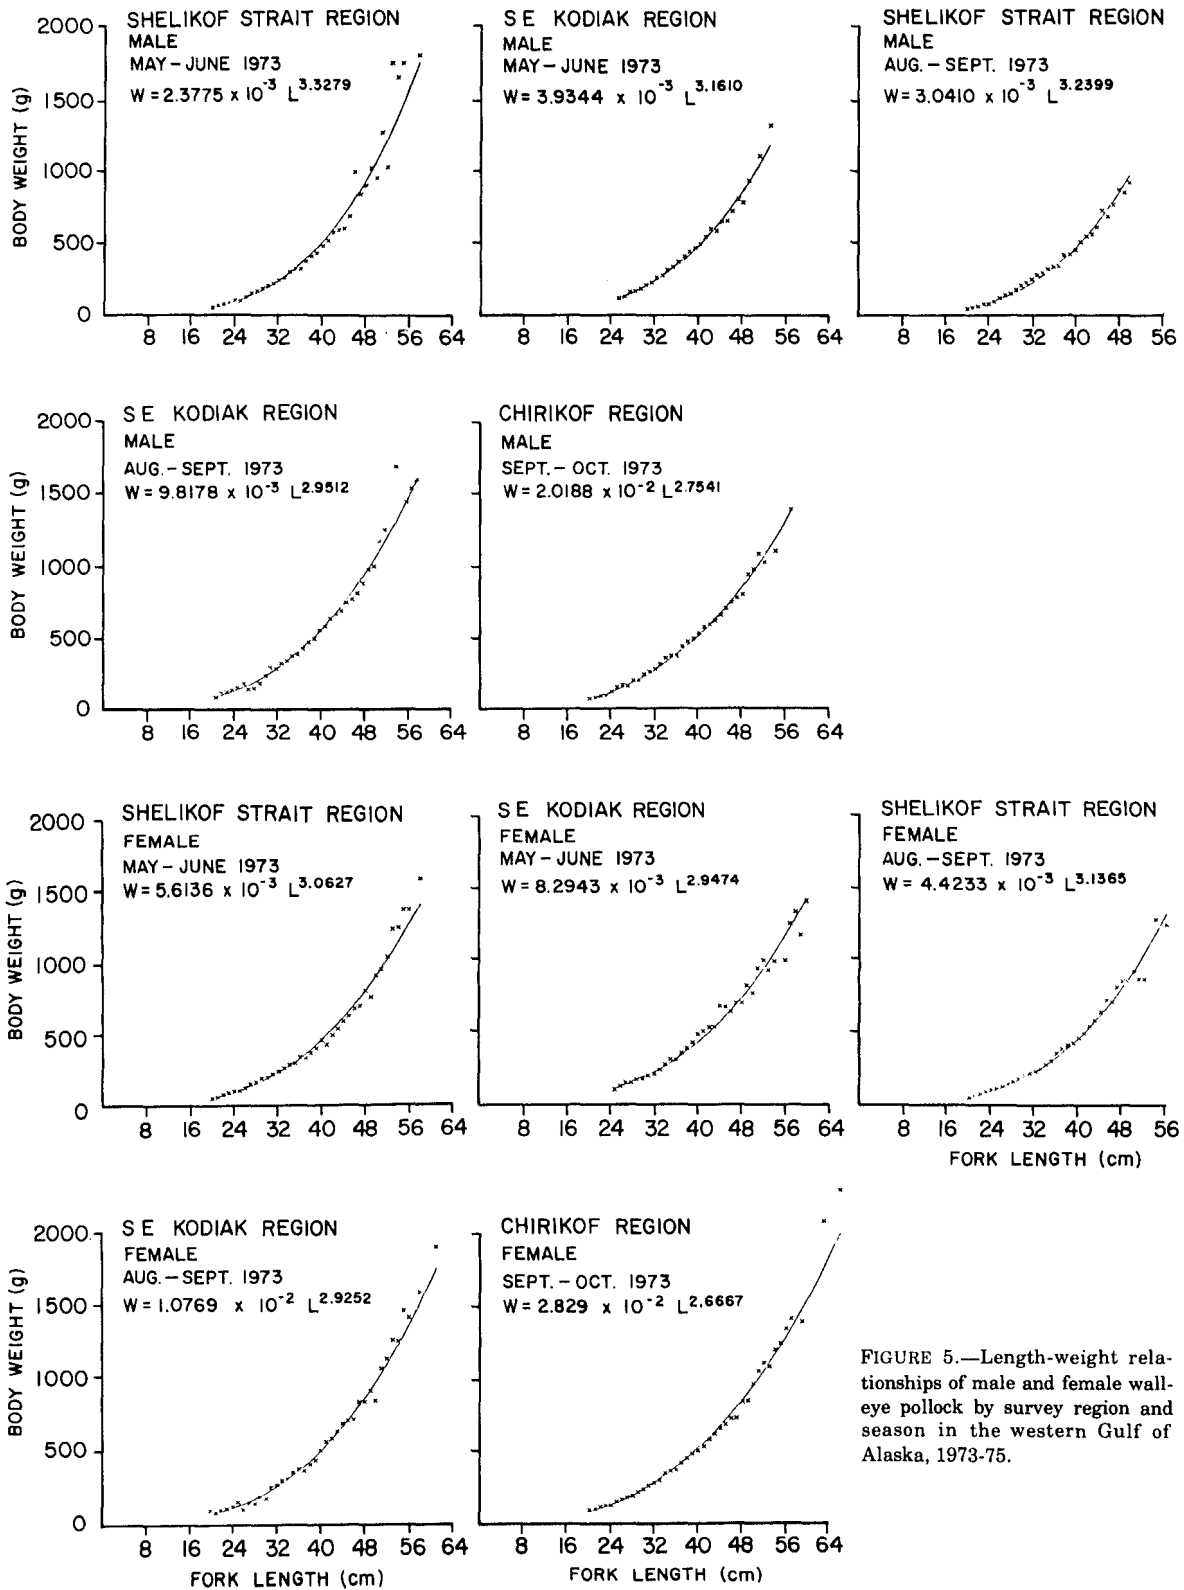 SHELIKOF STRAIT REGION
MALE
MAY – JUNE 1973
W = 2.3775 x 10^-3 L^3.3279
S E KODIAK REGION
MALE
MAY – JUNE 1973
W = 3.9344 x 10^-3 L^3.1610
SHELIKOF STRAIT REGION
MALE
AUG. – SEPT. 1973
W = 3.0410 x 10^-3 L^3.2399
BODY WEIGHT (g)
2000
1500
1000
500
0
8 16 24 32 40 48 56 64
8 16 24 32 40 48 56 64
8 16 24 32 40 48 56
S E KODIAK REGION
MALE
AUG. – SEPT. 1973
W = 9.8178 x 10^-3 L^2.9512
CHIRIKOF REGION
MALE
SEPT. – OCT. 1973
W = 2.0188 x 10^-2 L^2.7541
BODY WEIGHT (g)
2000
1500
1000
500
0
8 16 24 32 40 48 56 64
8 16 24 32 40 48 56 64
SHELIKOF STRAIT REGION
FEMALE
MAY – JUNE 1973
W = 5.6136 x 10^-3 L^3.0627
S E KODIAK REGION
FEMALE
MAY – JUNE 1973
W = 8.2943 x 10^-3 L^2.9474
SHELIKOF STRAIT REGION
FEMALE
AUG. – SEPT. 1973
W = 4.4233 x 10^-3 L^3.1365
BODY WEIGHT (g)
2000
1500
1000
500
0
8 16 24 32 40 48 56 64
8 16 24 32 40 48 56 64
8 16 24 32 40 48 56
FORK LENGTH (cm)
S E KODIAK REGION
FEMALE
AUG. – SEPT. 1973
W = 1.0769 x 10^-2 L^2.9252
CHIRIKOF REGION
FEMALE
SEPT. – OCT. 1973
W = 2.829 x 10^-2 L^2.6667
BODY WEIGHT (g)
2000
1500
1000
500
0
8 16 24 32 40 48 56 64
FORK LENGTH (cm)
8 16 24 32 40 48 56 64
FORK LENGTH (cm)
FIGURE 5.—Length-weight rela-
tionships of male and female wall-
eye pollock by survey region and
season in the western Gulf of
Alaska, 1973-75.